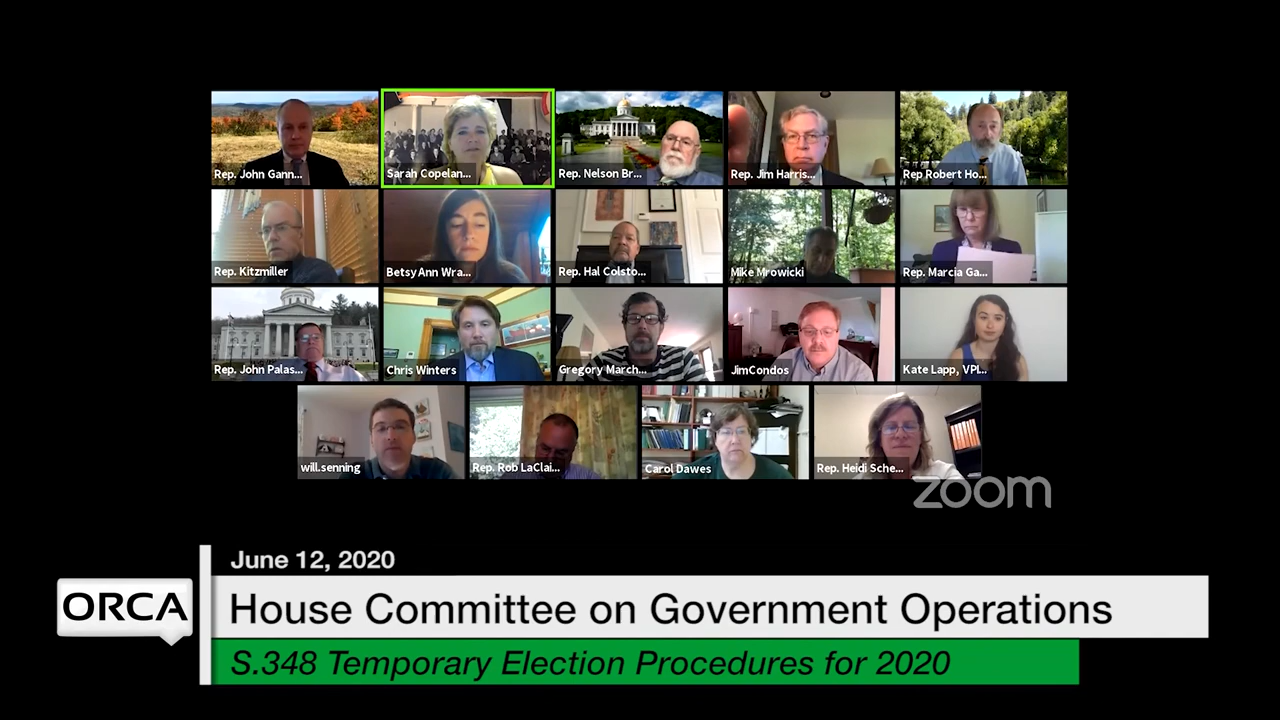 Rep. John Gann...
Sarah Copelan...
Rep. Nelson Br...
Rep. Jim Harris...
Rep Robert Ho...
Rep. Kitzmiller
Betsy Ann Wra...
Rep. Hal Colsto...
Mike Mrowicki
Rep. Marcia Ga...
Rep. John Palas...
Chris Winters
Gregory March...
JimCondos
Kate Lapp, VPI...
will.senning
Rep. Rob LaClai...
Carol Dawes
Rep. Heidi Sche...
zoom
June 12, 2020
ORCA
House Committee on Government Operations
S.348 Temporary Election Procedures for 2020